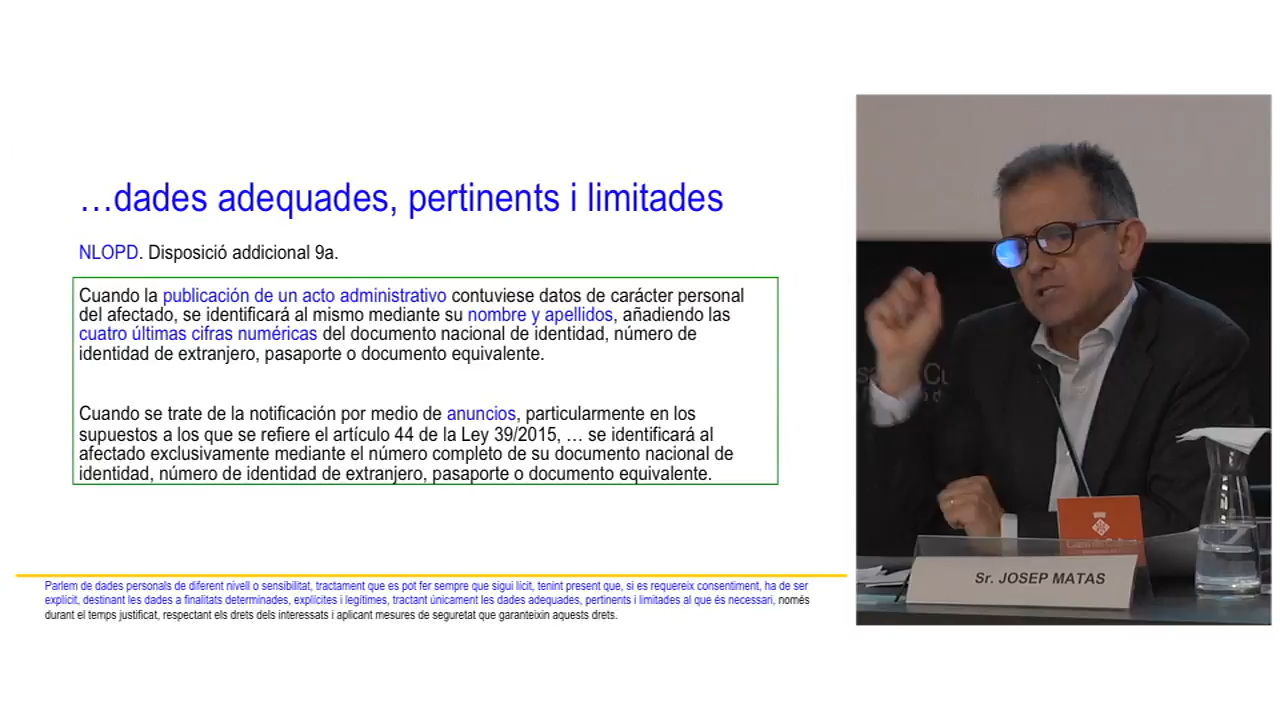 …dades adequades, pertinents i limitades
NLOPD. Disposició addicional 9a.
Cuando la publicación de un acto administrativo contuviese datos de carácter personal
del afectado, se identificará al mismo mediante su nombre y apellidos, añadiendo las
cuatro últimas cifras numéricas del documento nacional de identidad, número de
identidad de extranjero, pasaporte o documento equivalente.
Cuando se trate de la notificación por medio de anuncios, particularmente en los
supuestos a los que se refiere el artículo 44 de la Ley 39/2015, … se identificará al
afectado exclusivamente mediante el número completo de su documento nacional de
identidad, número de identidad de extranjero, pasaporte o documento equivalente.
Parlem de dades personals de diferent nivell o sensibilitat, tractament que es pot fer sempre que sigui lícit, tenint present que, si es requereix consentiment, ha de ser
explícit, destinant les dades a finalitats determinades, explícites i legítimes, tractant únicament les dades adequades, pertinents i limitades al que és necessari, només
durant el temps justificat, respectant els drets dels interessats i aplicant mesures de seguretat que garanteixin aquests drets.
Sr. JOSEP MATAS